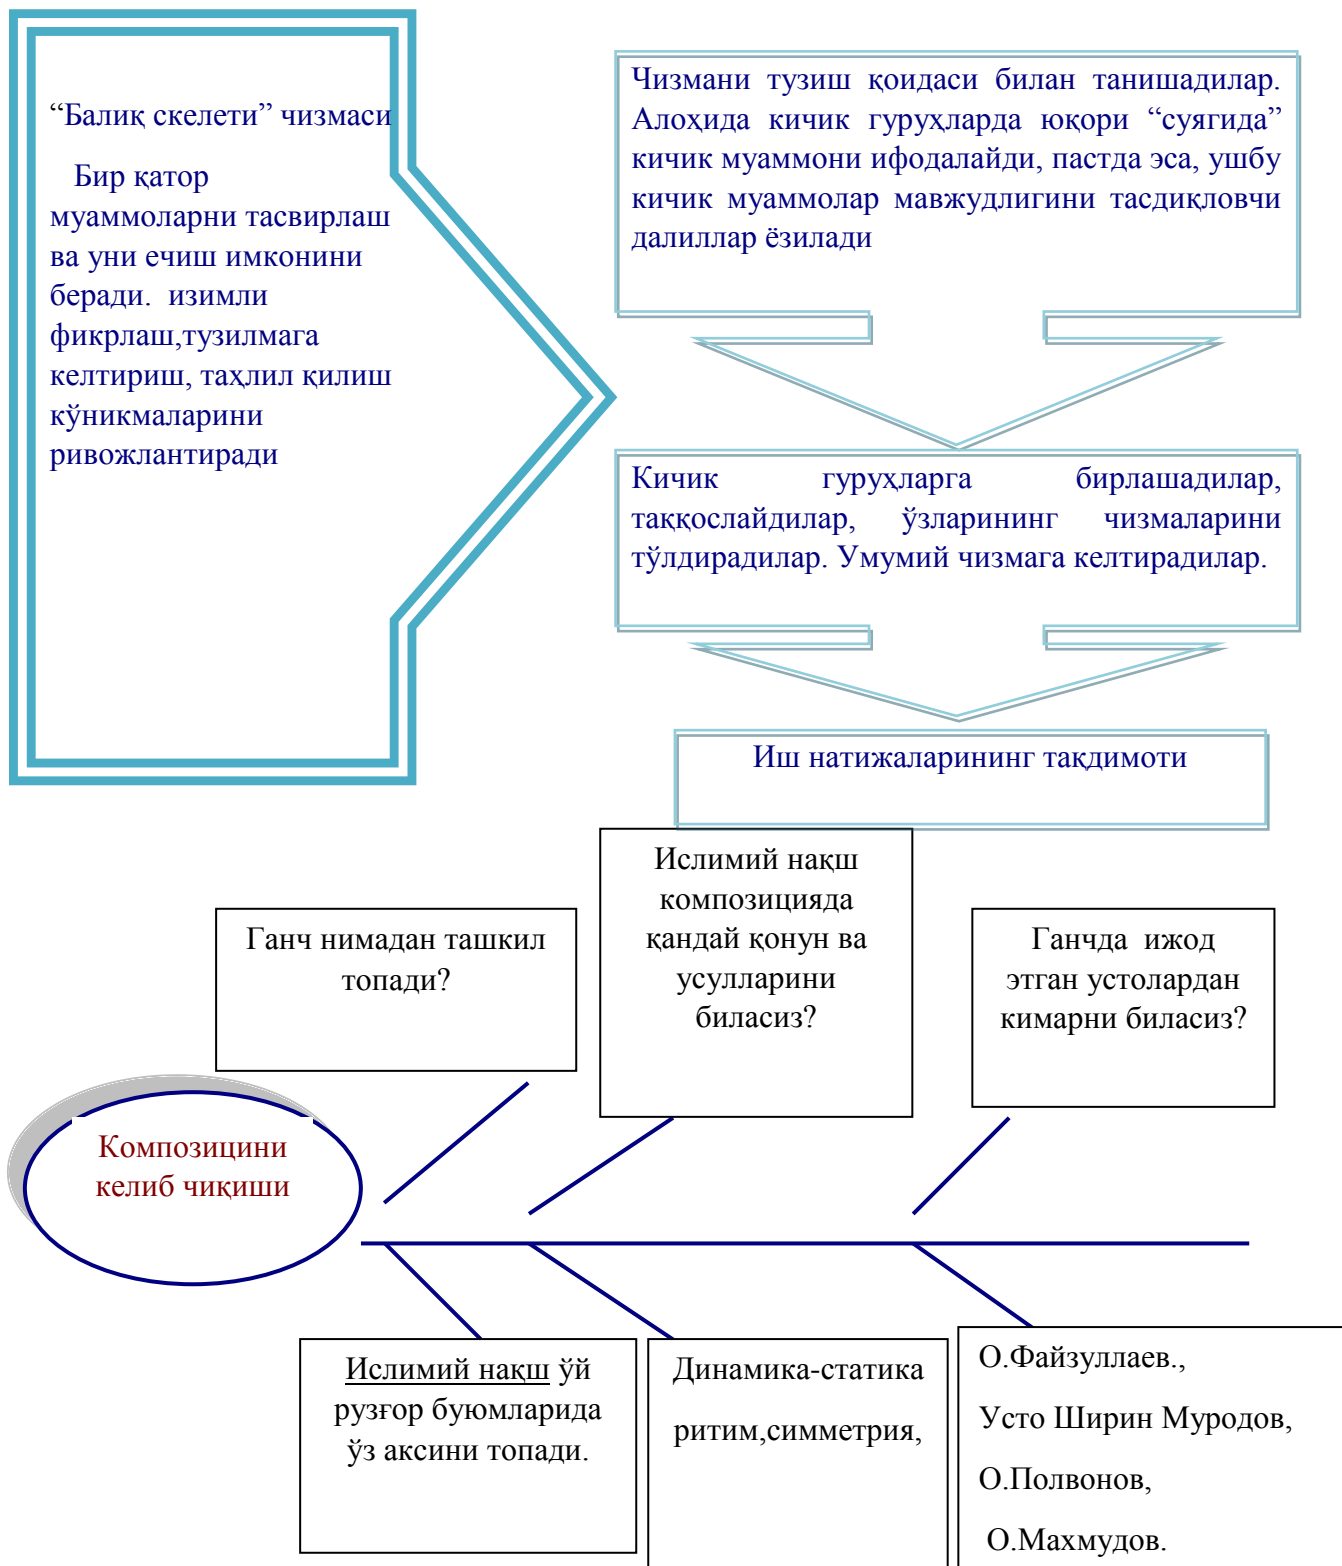 “Балиқ скелети” чизмаси
Бир қатор
муаммоларни тасвирлаш
ва уни ечиш имконини
беради. изимли
фикрлаш,тузилмага
келтириш, таҳлил қилиш
кўникмаларини
ривожлантиради
Чизмани тузиш қоидаси билан танишадилар.
Алоҳида кичик гуруҳларда юқори “суягида”
кичик муаммони ифодалайди, пастда эса, ушбу
кичик муаммолар мавжудлигини тасдиқловчи
далиллар ёзилади
Кичик гуруҳларга бирлашадилар,
таққослайдилар, ўзларининг чизмаларини
тўлдирадилар. Умумий чизмага келтирадилар.
Иш натижаларининг тақдимоти
Ганч нимадан ташкил
топади?
Ислимий нақш
композицияда
қандай қонун ва
усулларини
биласиз?
Ганчда ижод
этган устолардан
кимарни биласиз?
Композицини
келиб чиқиши
Ислимий нақш ўй
рузғор буюмларида
ўз аксини топади.
Динамика-статика
ритим,симметрия,
О.Файзуллаев.,
Усто Ширин Муродов,
О.Полвонов,
О.Махмудов.